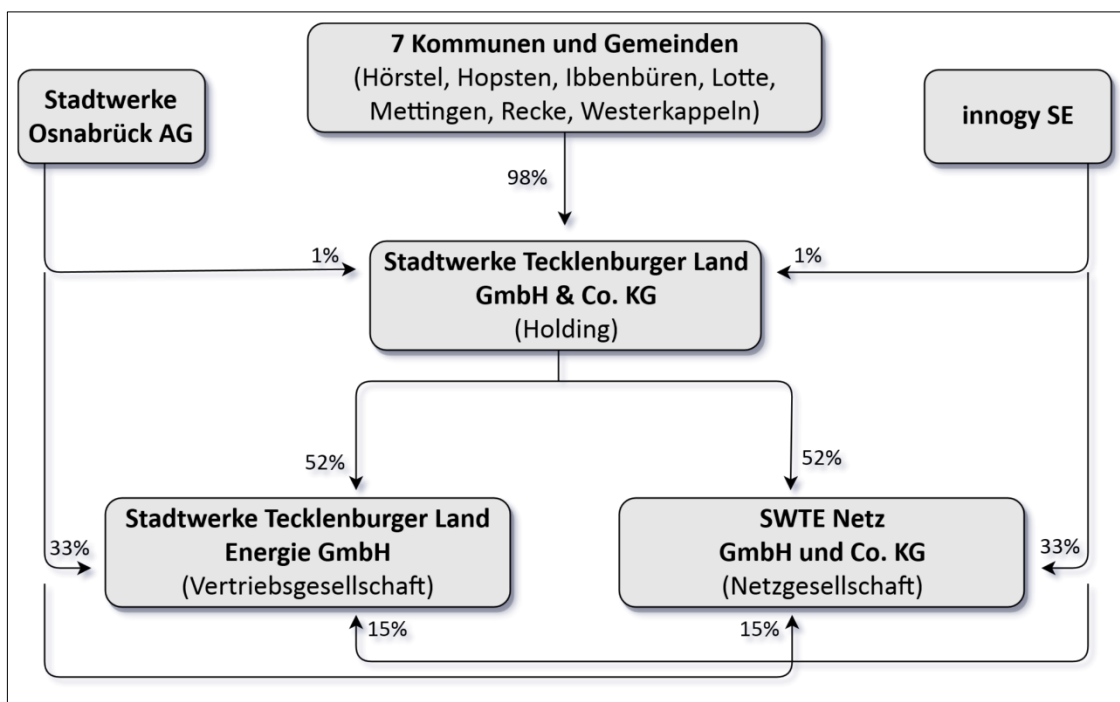 7 Kommunen und Gemeinden
(Hörstel, Hopsten, Ibbenbüren, Lotte,
Mettingen, Recke, Westerkappeln)
Stadtwerke
Osnabrück AG
innogy SE
98%
1%
1%
Stadtwerke Tecklenburger Land
GmbH & Co. KG
(Holding)
52%
52%
Stadtwerke Tecklenburger Land
Energie GmbH
(Vertriebsgesellschaft)
SWTE Netz
GmbH und Co. KG
(Netzgesellschaft)
33%
33%
15%
15%